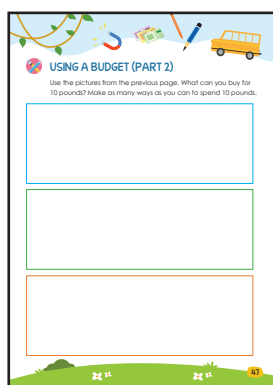 USING A BUDGET (PART 2)
Use the pictures from the previous page. What can you buy for
10 pounds? Make as many ways as you can to spend 10 pounds.
47